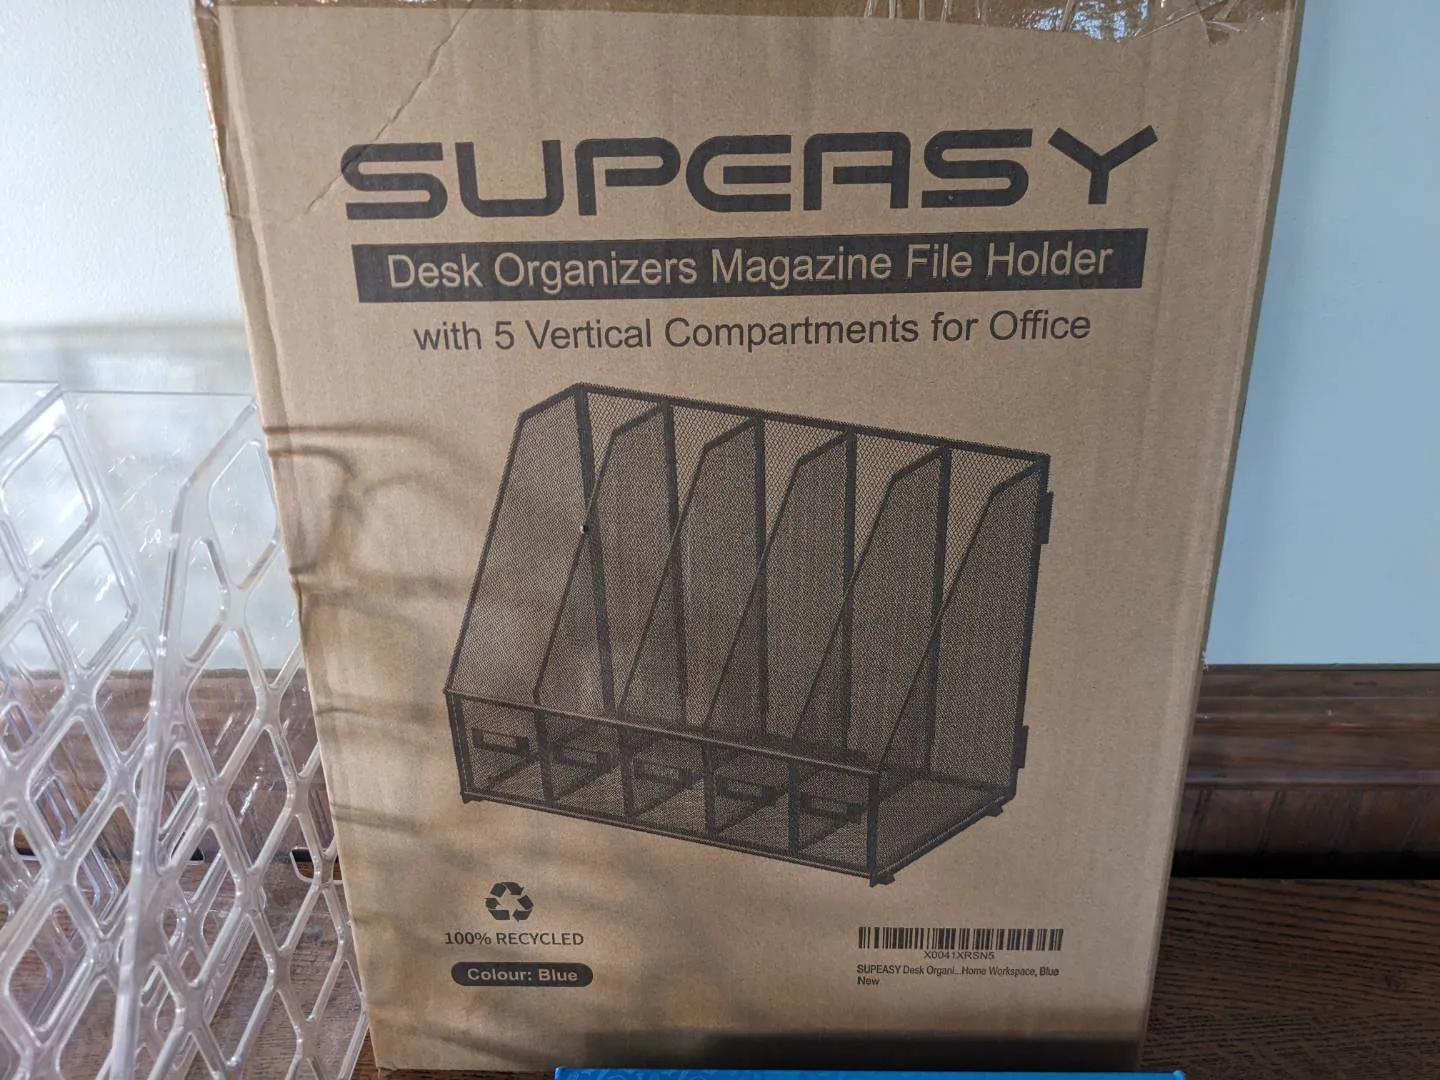 SUPEASY
Desk Organizers Magazine File Holder
with 5 Vertical Compartments for Office
100% RECYCLED
Colour: Blue
X0041XRSN5
SUPEASY Desk Organi...Home Workspace, Blue
New